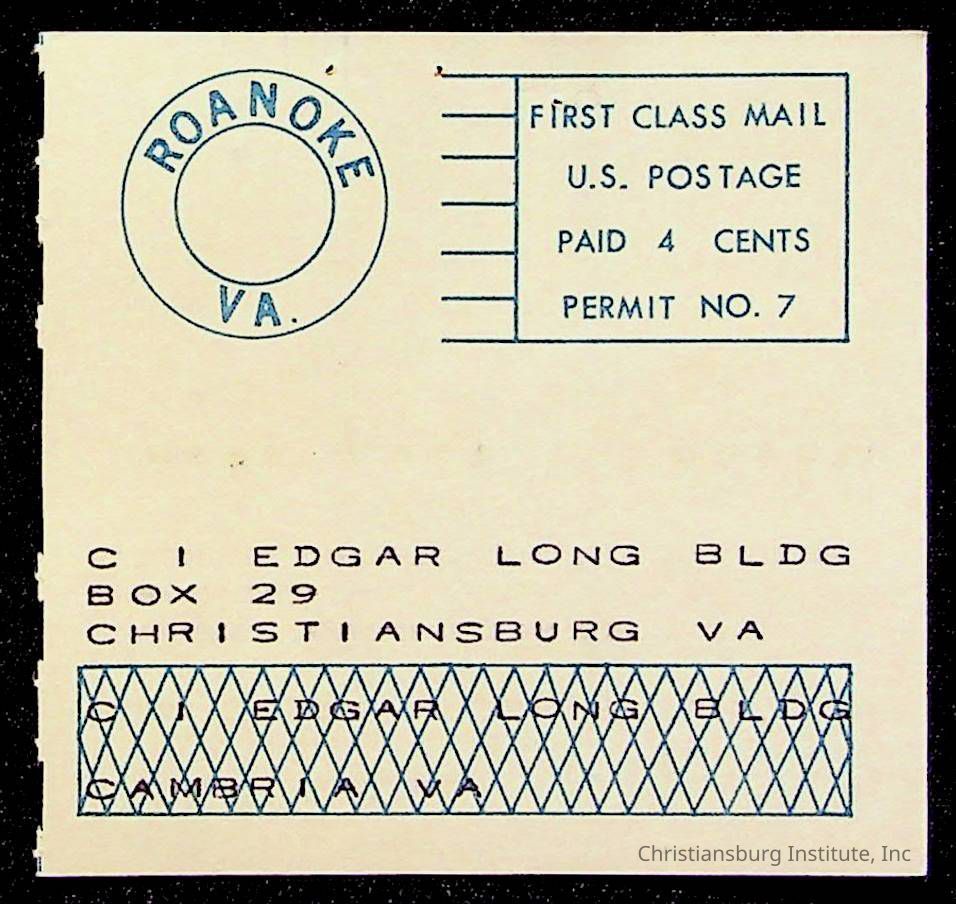 ROANOKE
VA.
FIRST CLASS MAIL
U.S. POSTAGE
PAID 4 CENTS
PERMIT NO. 7
C I EDGAR LONG BLDG
BOX 29
CHRISTIANSBURG VA
C I EDGAR LONG BLDG
CAMBRIA VA
Christiansburg Institute, Inc